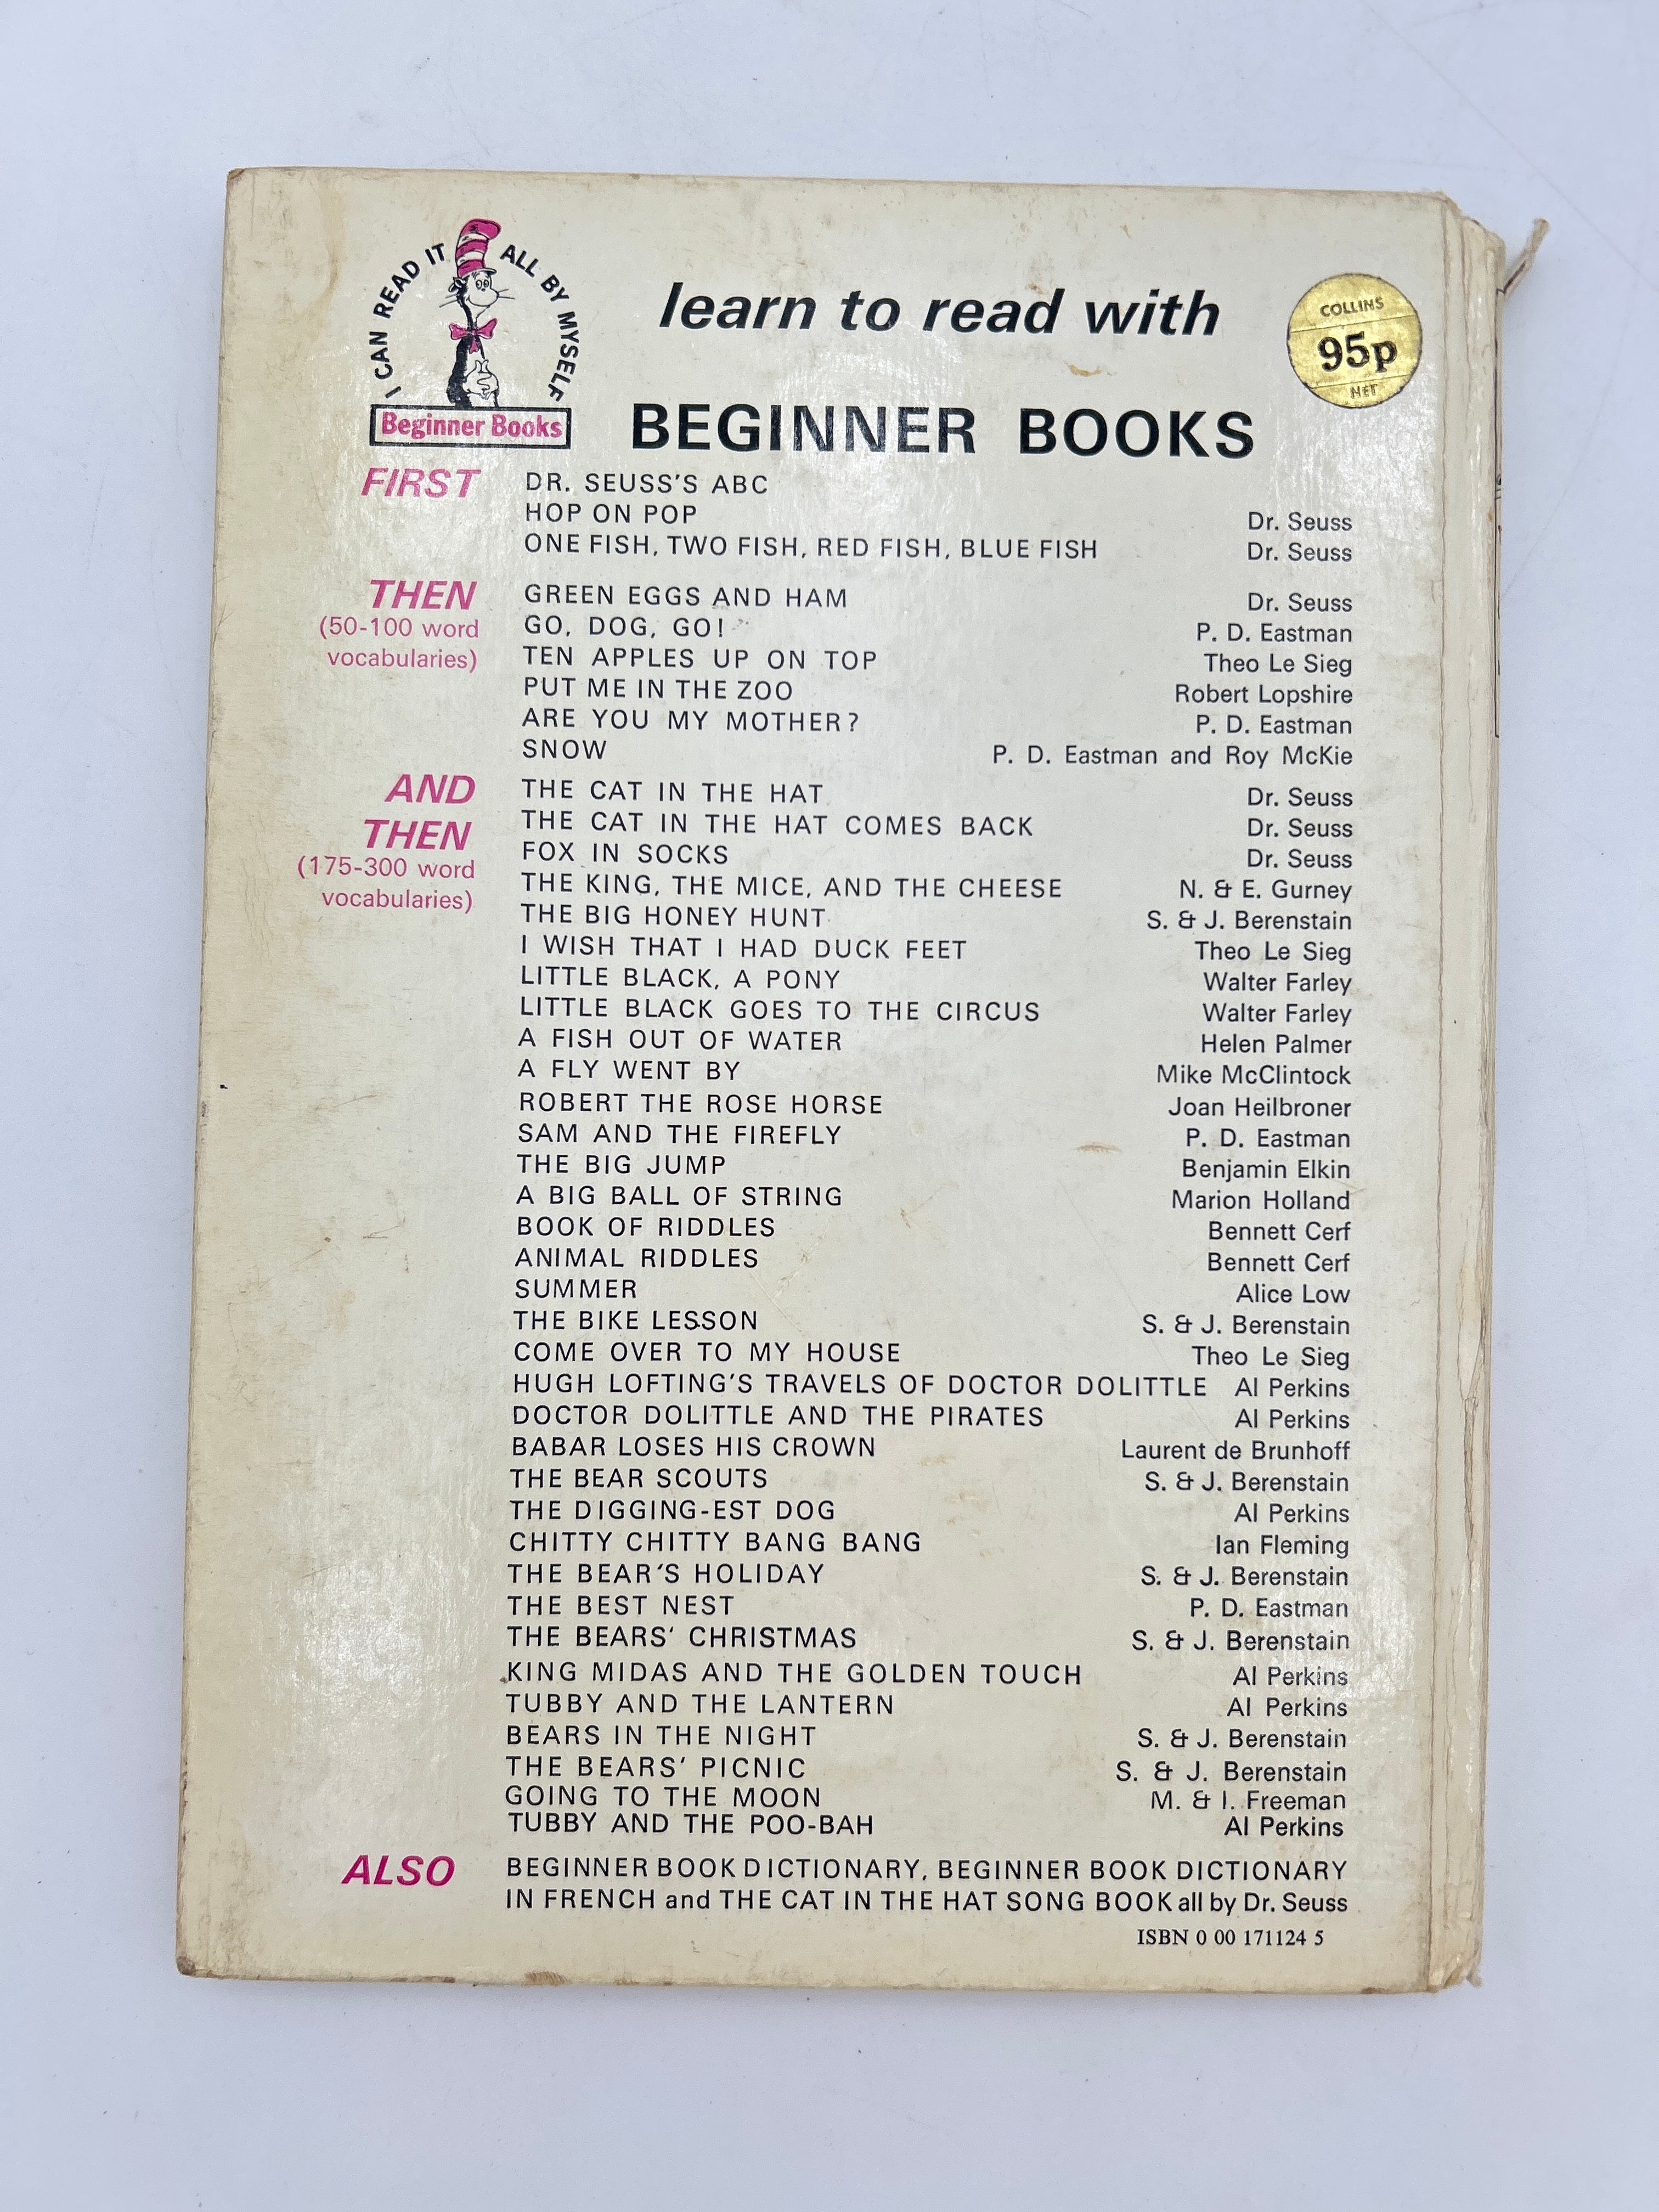 I CAN READ IT ALL BY MYSELF
Beginner Books
learn to read with
BEGINNER BOOKS
COLLINS
95p
NET
FIRST DR. SEUSS'S ABC
HOP ON POP Dr. Seuss
ONE FISH, TWO FISH, RED FISH, BLUE FISH Dr. Seuss
THEN GREEN EGGS AND HAM Dr. Seuss
(50-100 word GO, DOG, GO! P. D. Eastman
vocabularies) TEN APPLES UP ON TOP Theo Le Sieg
PUT ME IN THE ZOO Robert Lopshire
ARE YOU MY MOTHER? P. D. Eastman
SNOW P. D. Eastman and Roy McKie
AND THE CAT IN THE HAT Dr. Seuss
THEN THE CAT IN THE HAT COMES BACK Dr. Seuss
(175-300 word FOX IN SOCKS Dr. Seuss
vocabularies) THE KING, THE MICE, AND THE CHEESE N. & E. Gurney
THE BIG HONEY HUNT S. & J. Berenstain
I WISH THAT I HAD DUCK FEET Theo Le Sieg
LITTLE BLACK, A PONY Walter Farley
LITTLE BLACK GOES TO THE CIRCUS Walter Farley
A FISH OUT OF WATER Helen Palmer
A FLY WENT BY Mike McClintock
ROBERT THE ROSE HORSE Joan Heilbroner
SAM AND THE FIREFLY P. D. Eastman
THE BIG JUMP Benjamin Elkin
A BIG BALL OF STRING Marion Holland
BOOK OF RIDDLES Bennett Cerf
ANIMAL RIDDLES Bennett Cerf
SUMMER Alice Low
THE BIKE LESSON S. & J. Berenstain
COME OVER TO MY HOUSE Theo Le Sieg
HUGH LOFTING'S TRAVELS OF DOCTOR DOLITTLE Al Perkins
DOCTOR DOLITTLE AND THE PIRATES Al Perkins
BABAR LOSES HIS CROWN Laurent de Brunhoff
THE BEAR SCOUTS S. & J. Berenstain
THE DIGGING-EST DOG Al Perkins
CHITTY CHITTY BANG BANG Ian Fleming
THE BEAR'S HOLIDAY S. & J. Berenstain
THE BEST NEST P. D. Eastman
THE BEARS' CHRISTMAS S. & J. Berenstain
KING MIDAS AND THE GOLDEN TOUCH Al Perkins
TUBBY AND THE LANTERN Al Perkins
BEARS IN THE NIGHT S. & J. Berenstain
THE BEARS' PICNIC S. & J. Berenstain
GOING TO THE MOON M. & I. Freeman
TUBBY AND THE POO-BAH Al Perkins
ALSO BEGINNER BOOK DICTIONARY, BEGINNER BOOK DICTIONARY
IN FRENCH and THE CAT IN THE HAT SONG BOOK all by Dr. Seuss
ISBN 0 00 171124 5